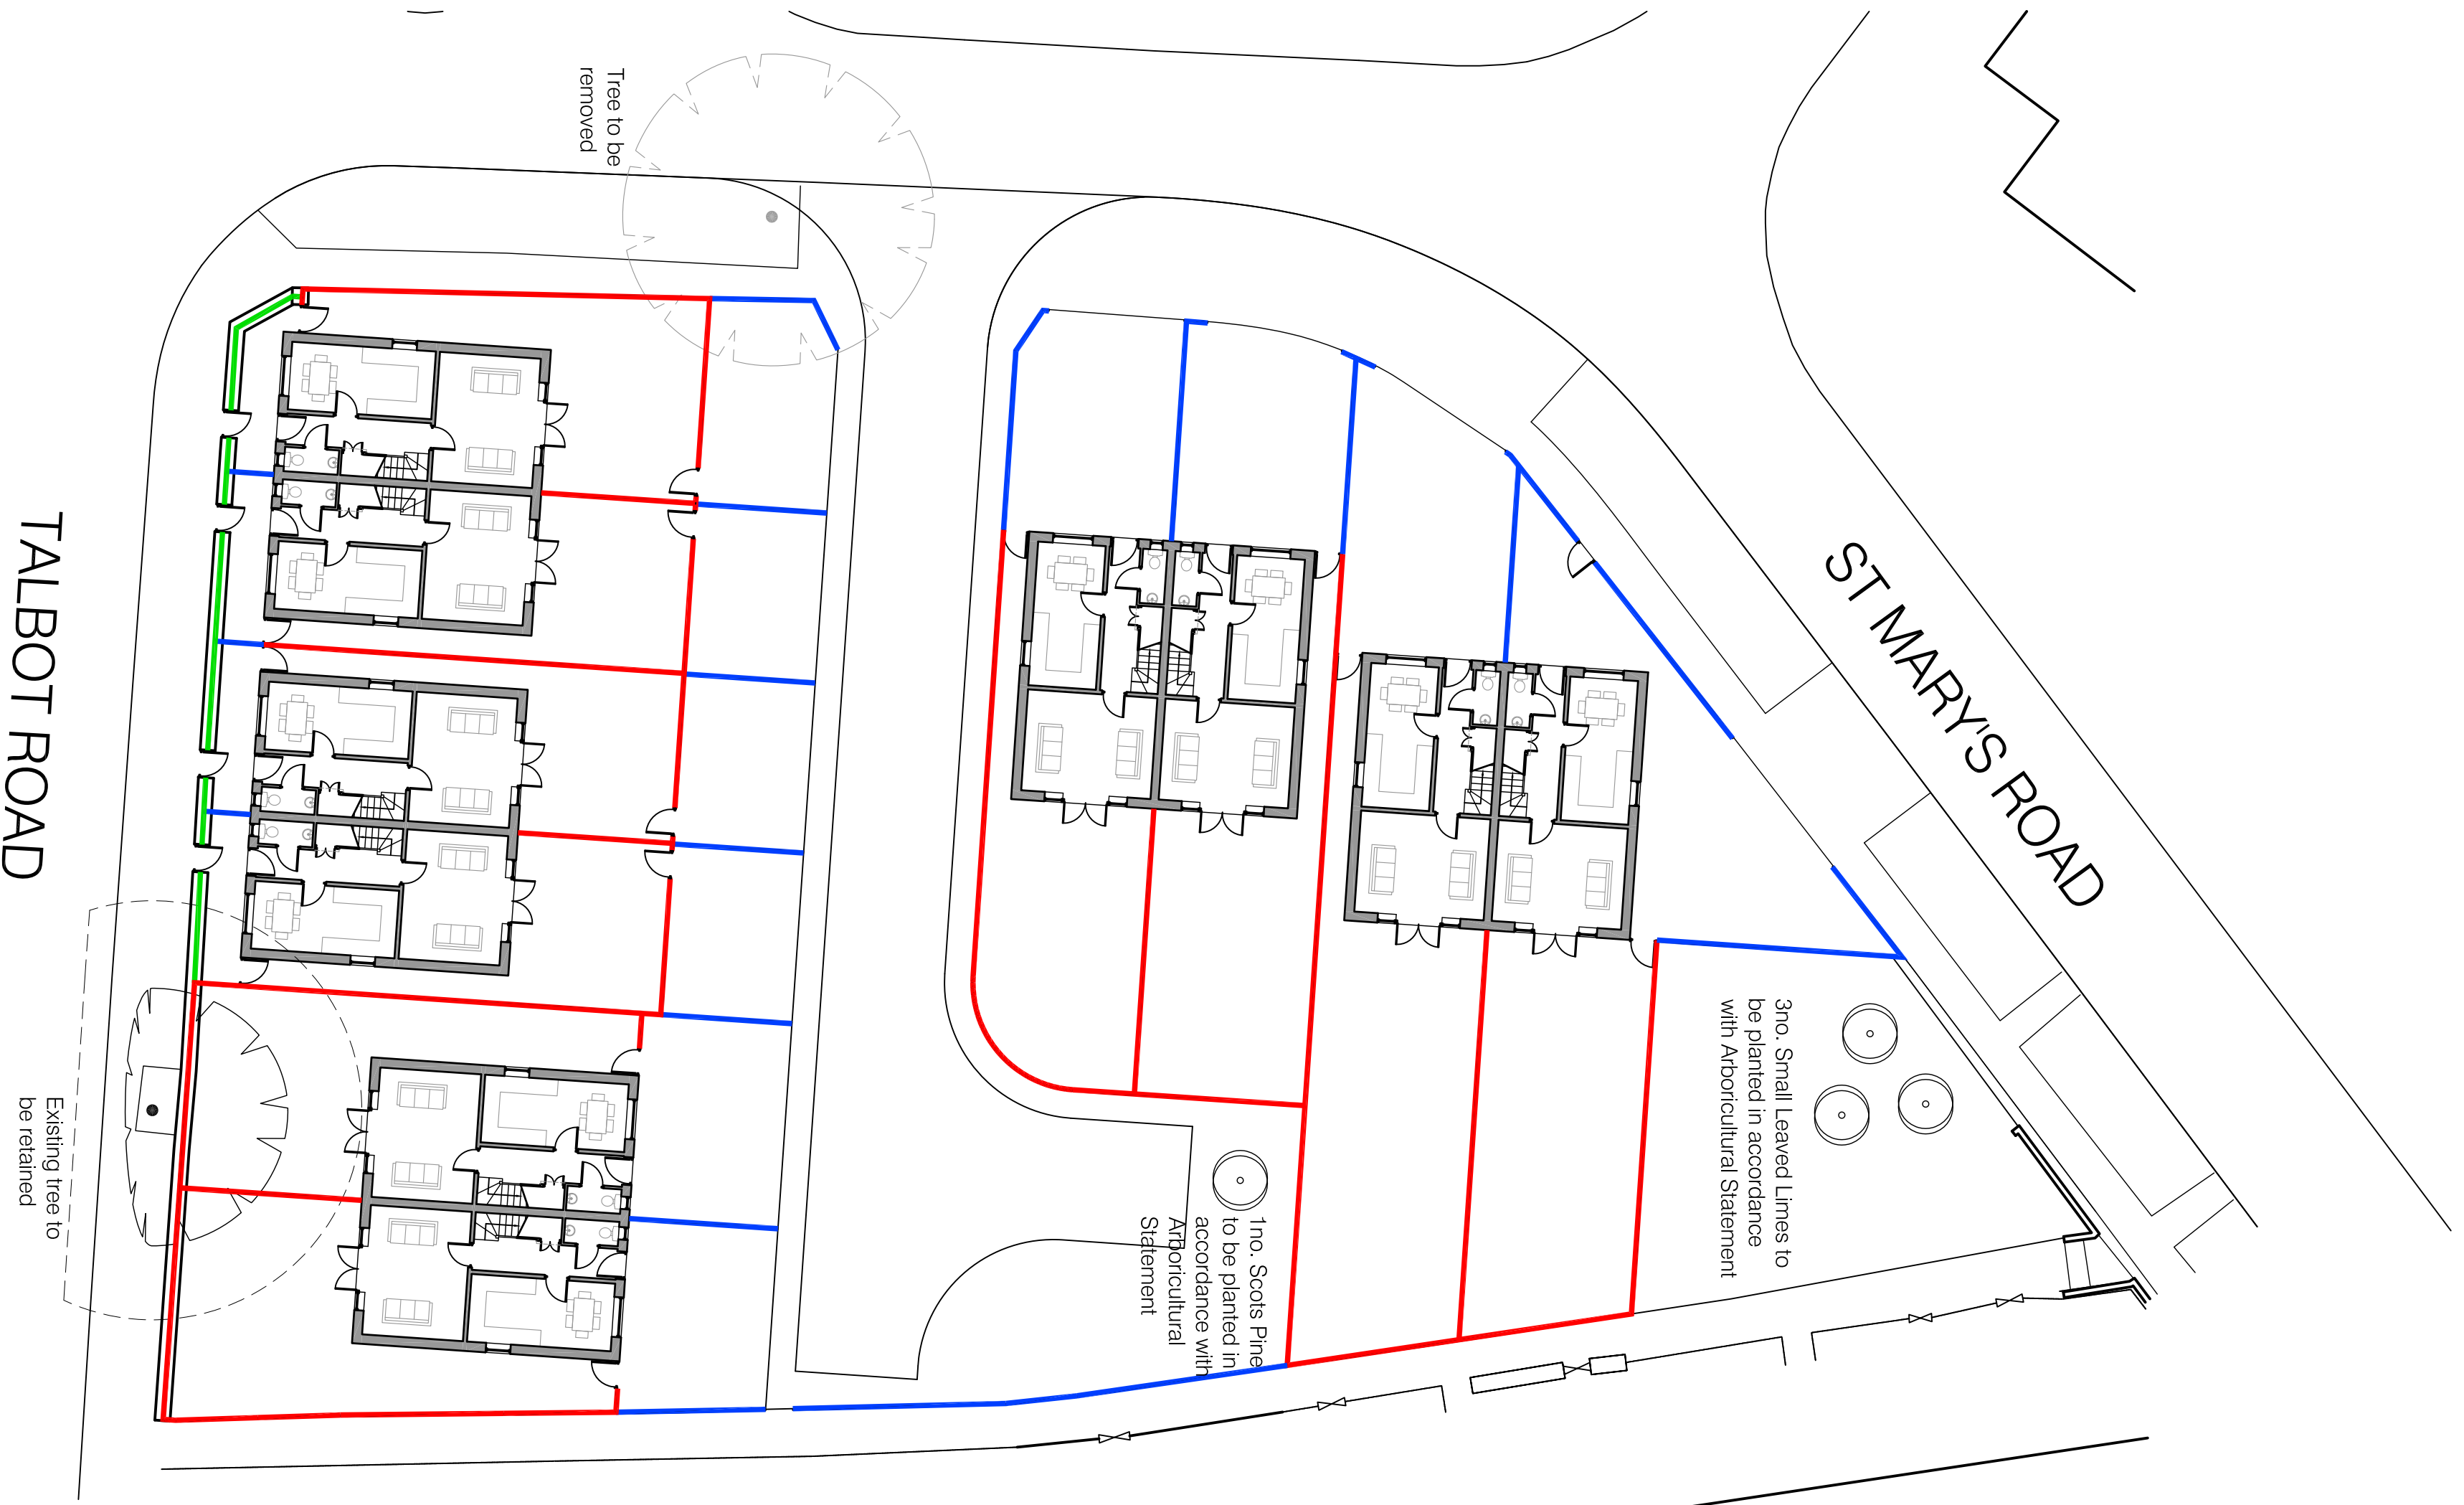 Tree to be
removed
ST MARY'S ROAD
TALBOT ROAD
3no. Small Leaved Limes to
be planted in accordance
with Arboricultural Statement
Existing tree to
be retained
1no. Scots Pine
to be planted in
accordance with
Arboricultural
Statement